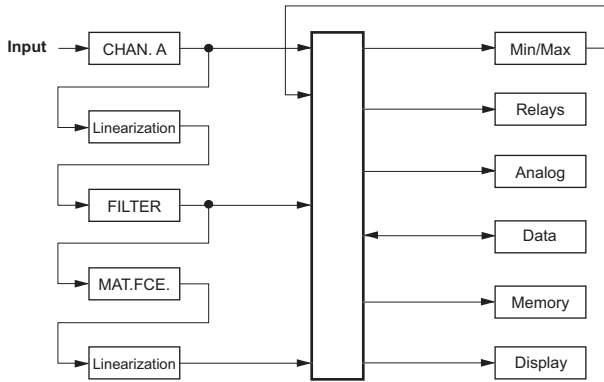 Input
CHAN. A
Min/Max
Linearization
Relays
Analog
FILTER
Data
MAT.FCE.
Memory
Linearization
Display